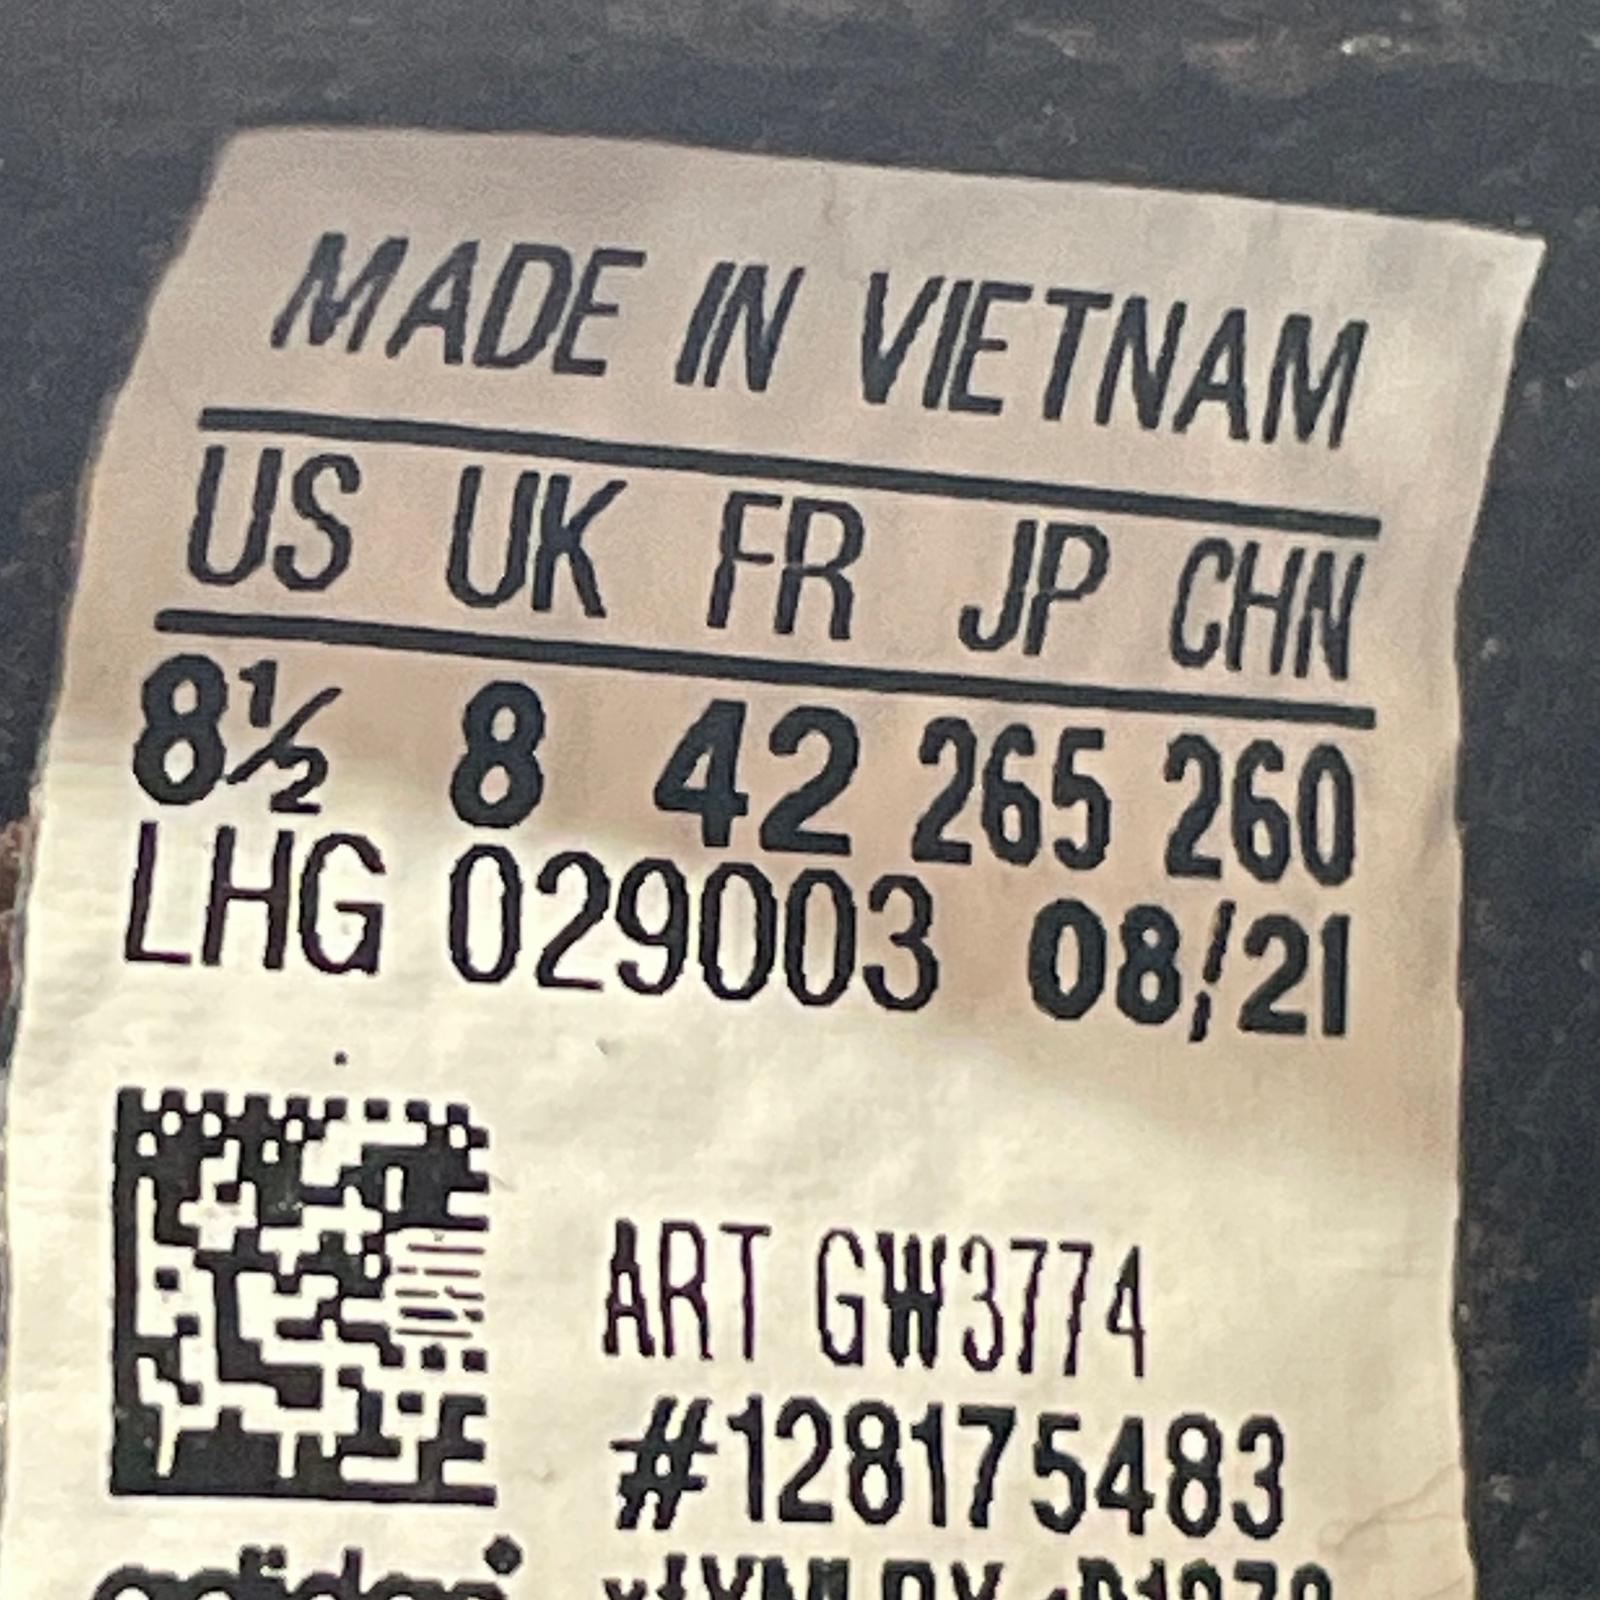 MADE IN VIETNAM
US UK FR JP CHN
8½ 8 42 265 260
LHG 029003 08/21
ART GW3774
#128175483
adidas